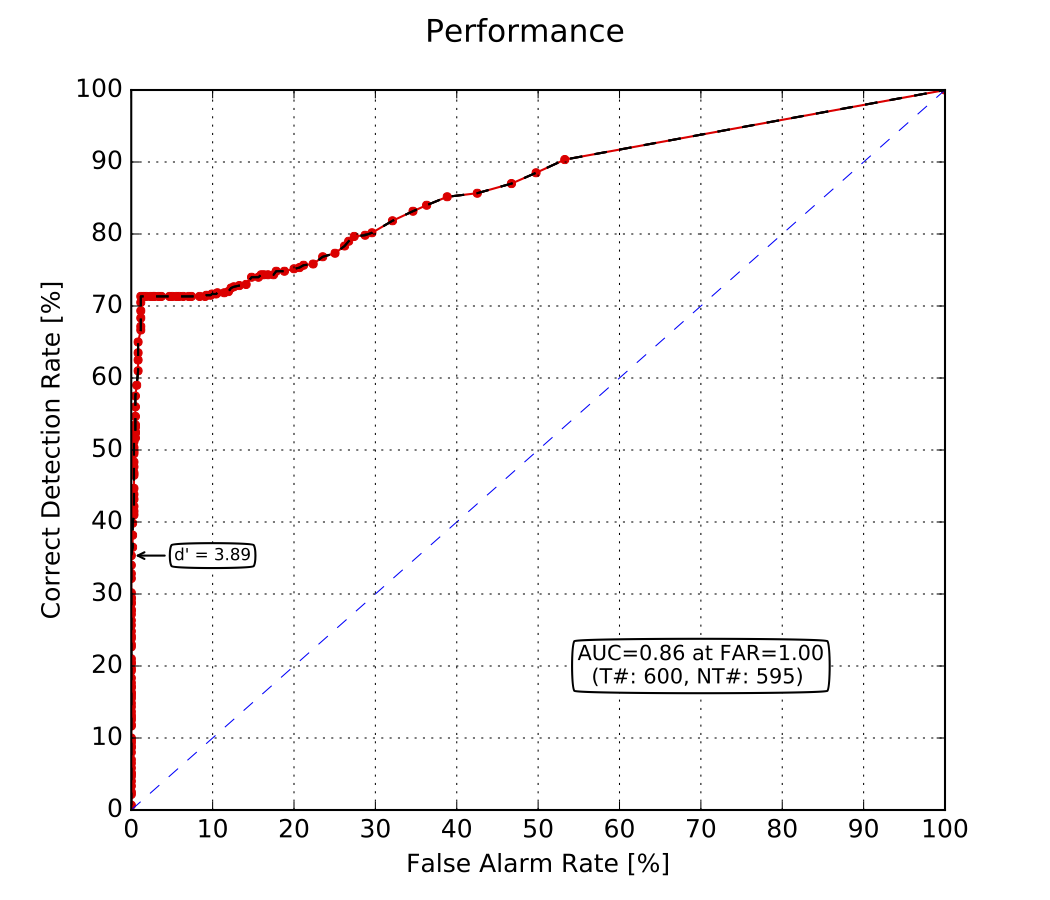 Performance
100
90
80
70
60
50
40
30
20
10
0
Correct Detection Rate [%]
d' = 3.89
AUC=0.86 at FAR=1.00
(T#: 600, NT#: 595)
0 10 20 30 40 50 60 70 80 90 100
False Alarm Rate [%]